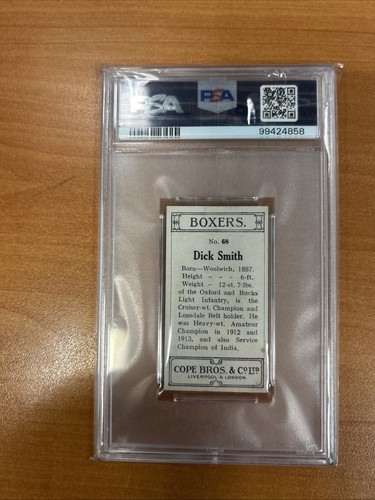 PSA
PSA
99424858
BOXERS.
No. 68
Dick Smith
Born—Woolwich, 1887.
Height - - - 6-ft.
Weight - 12-st. 7-lbs.
of the Oxford and Bucks
Light Infantry, is the
Cruiser-wt. Champion and
Lonsdale Belt holder. He
was Heavy-wt. Amateur
Champion in 1912 and
1913, and also Service
Champion of India.
COPE BROS. & CO. LTD
LIVERPOOL & LONDON.